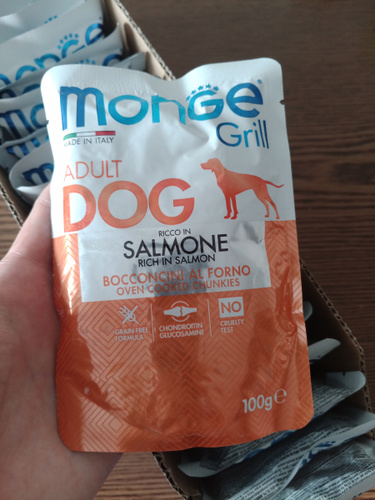 monge
MADE IN ITALY
Grill
ADULT
DOG
RICCO IN
SALMONE
RICH IN SALMON
BOCCONCINI AL FORNO
OVEN COOKED CHUNKIES
GRAIN FREE
FORMULA
CHONDROITIN
GLUCOSAMINE
NO
CRUELTY
TEST
100g e
monge